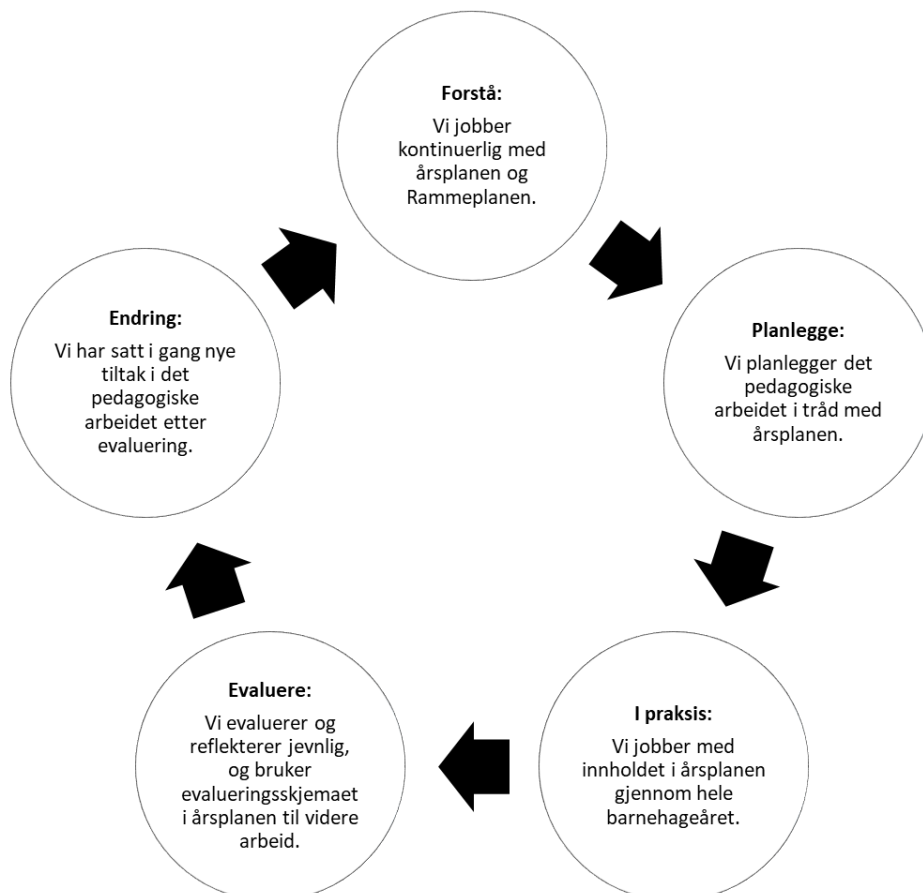 Forstå:
Vi jobber
kontinuerlig med
årsplanen og
Rammeplanen.
Planlegge:
Vi planlegger det
pedagogiske
arbeidet i tråd med
årsplanen.
I praksis:
Vi jobber med
innholdet i årsplanen
gjennom hele
barnehageåret.
Evaluere:
Vi evaluerer og
reflekterer jevnlig,
og bruker
evalueringsskjemaet
i årsplanen til videre
arbeid.
Endring:
Vi har satt i gang nye
tiltak i det
pedagogiske
arbeidet etter
evaluering.